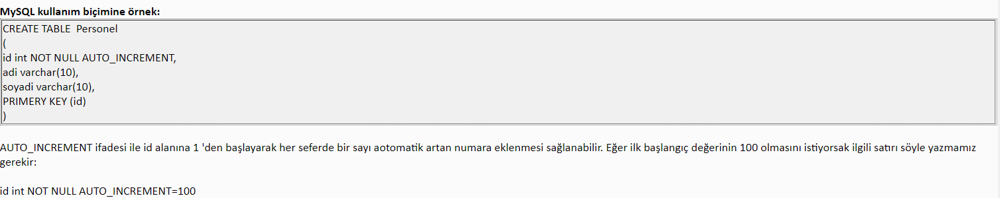 MySQL kullanım biçimine örnek:
CREATE TABLE  Personel
(
id int NOT NULL AUTO_INCREMENT,
adi varchar(10),
soyadi varchar(10),
PRIMERY KEY (id)
)
AUTO_INCREMENT ifadesi ile id alanına 1 'den başlayarak her seferde bir sayı aotomatik artan numara eklenmesi sağlanabilir. Eğer ilk başlangıç değerinin 100 olmasını istiyorsak ilgili satırı söyle yazmamız
gerekir:
id int NOT NULL AUTO_INCREMENT=100